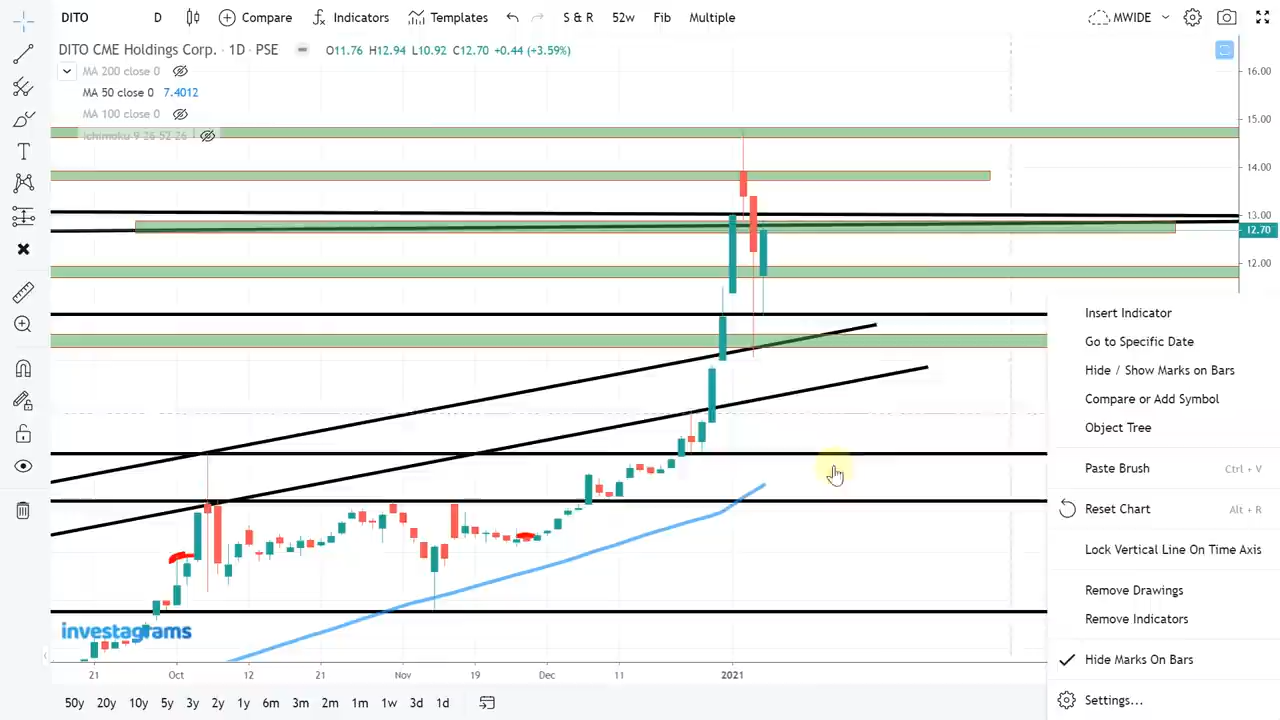 DITO D Compare Indicators Templates S & R 52w Fib Multiple MWIDE
DITO CME Holdings Corp. · 1D · PSE O11.76 H12.94 L10.92 C12.70 +0.44 (+3.59%)
MA 200 close 0
MA 50 close 0 7.4012
MA 100 close 0
Ichimoku 9 26 52 26
16.00
15.00
14.00
13.00
12.70
12.00
Insert Indicator
Go to Specific Date
Hide / Show Marks on Bars
Compare or Add Symbol
Object Tree
Paste Brush Ctrl + V
Reset Chart Alt + R
Lock Vertical Line On Time Axis
Remove Drawings
Remove Indicators
Hide Marks On Bars
Settings...
investagrams
21 Oct 12 21 Nov 19 Dec 11 2021
50y 20y 10y 5y 3y 2y 1y 6m 3m 2m 1m 1w 3d 1d